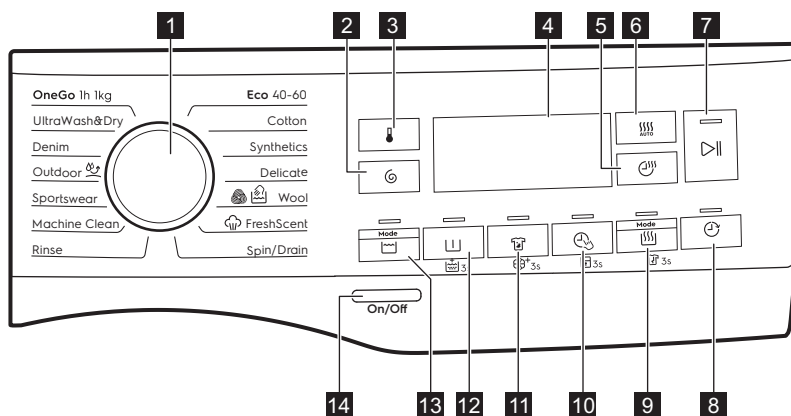 1
2
3
4
5
6
7
OneGo 1h 1kg
UltraWash&Dry
Denim
Outdoor
Sportswear
Machine Clean
Rinse
Eco 40-60
Cotton
Synthetics
Delicate
Wool
FreshScent
Spin/Drain
AUTO
Mode
Mode
3
3s
3s
3s
On/Off
14
13
12
11
10
9
8